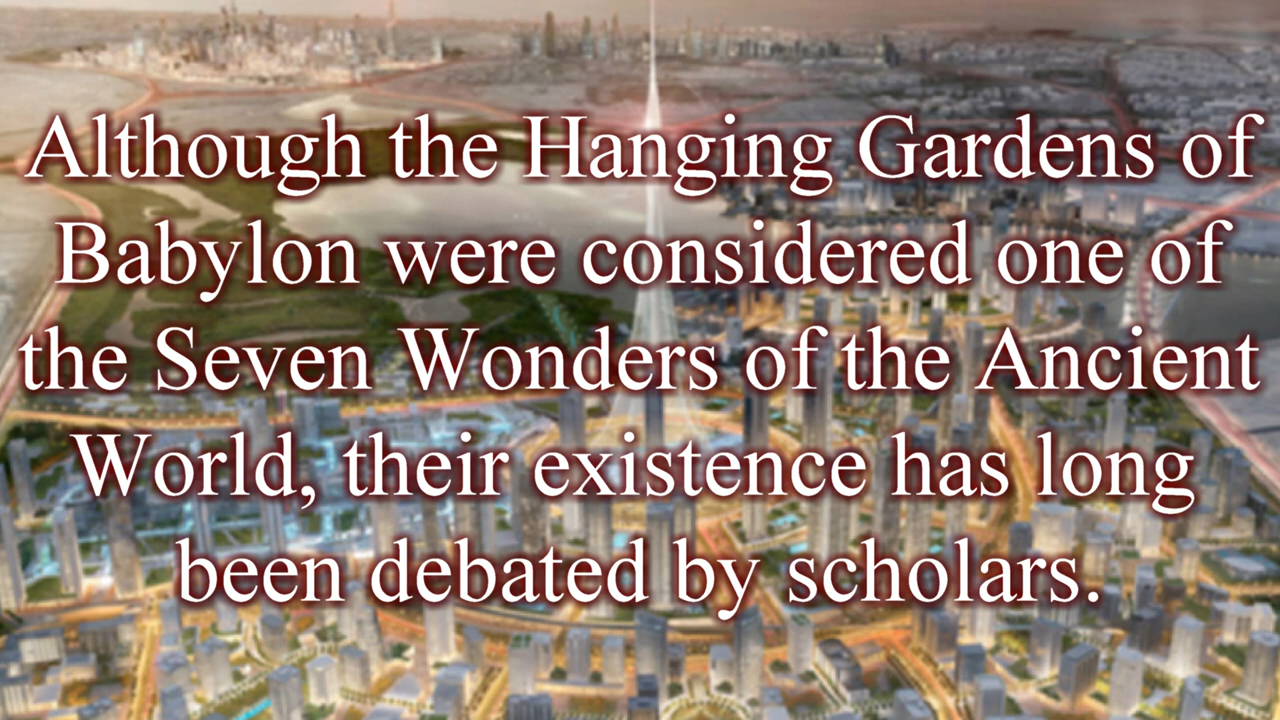 Although the Hanging Gardens of
Babylon were considered one of
the Seven Wonders of the Ancient
World, their existence has long
been debated by scholars.